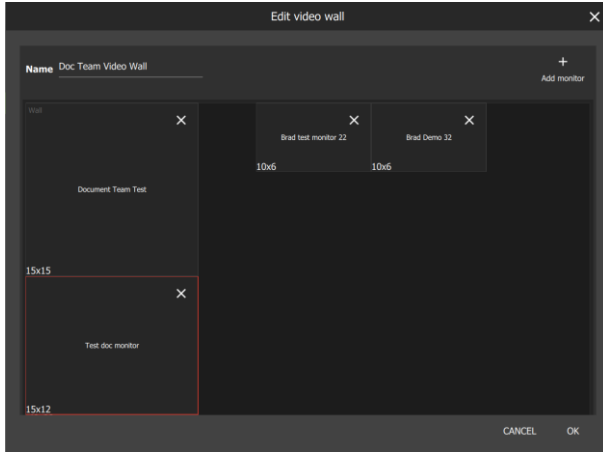 Edit video wall
Name Doc Team Video Wall
Add monitor
Wall
Document Team Test
15x15
Brad test monitor 22
10x6
Brad Demo 32
10x6
Test doc monitor
15x12
CANCEL OK